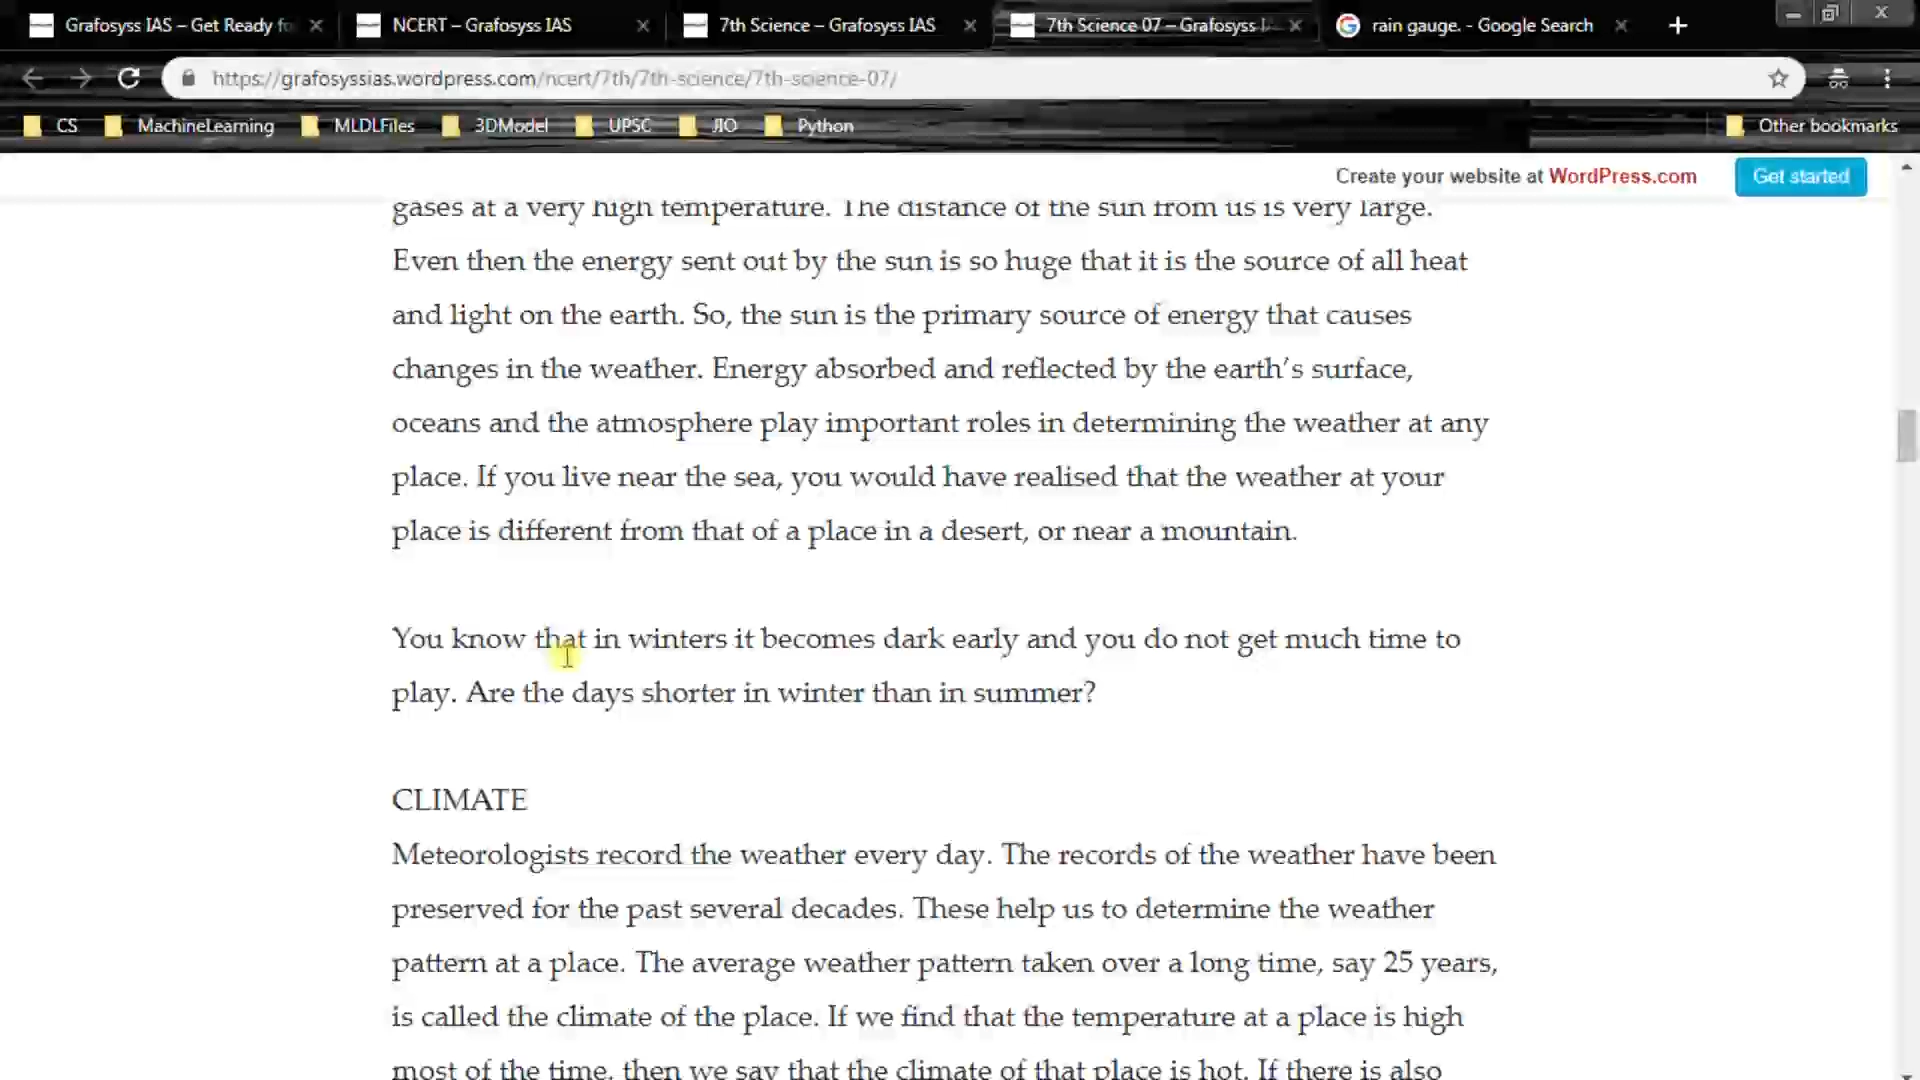 Grafosyss IAS – Get Ready fo
NCERT – Grafosyss IAS
7th Science – Grafosyss IAS
7th Science 07 – Grafosyss I
rain gauge. - Google Search
https://grafosyssias.wordpress.com/ncert/7th/7th-science/7th-science-07/
CS
MachineLearning
MLDLFiles
3DModel
UPSC
JIO
Python
Other bookmarks
Create your website at WordPress.com
Get started
gases at a very high temperature. The distance of the sun from us is very large.
Even then the energy sent out by the sun is so huge that it is the source of all heat
and light on the earth. So, the sun is the primary source of energy that causes
changes in the weather. Energy absorbed and reflected by the earth’s surface,
oceans and the atmosphere play important roles in determining the weather at any
place. If you live near the sea, you would have realised that the weather at your
place is different from that of a place in a desert, or near a mountain.
You know that in winters it becomes dark early and you do not get much time to
play. Are the days shorter in winter than in summer?
CLIMATE
Meteorologists record the weather every day. The records of the weather have been
preserved for the past several decades. These help us to determine the weather
pattern at a place. The average weather pattern taken over a long time, say 25 years,
is called the climate of the place. If we find that the temperature at a place is high
most of the time, then we say that the climate of that place is hot. If there is also